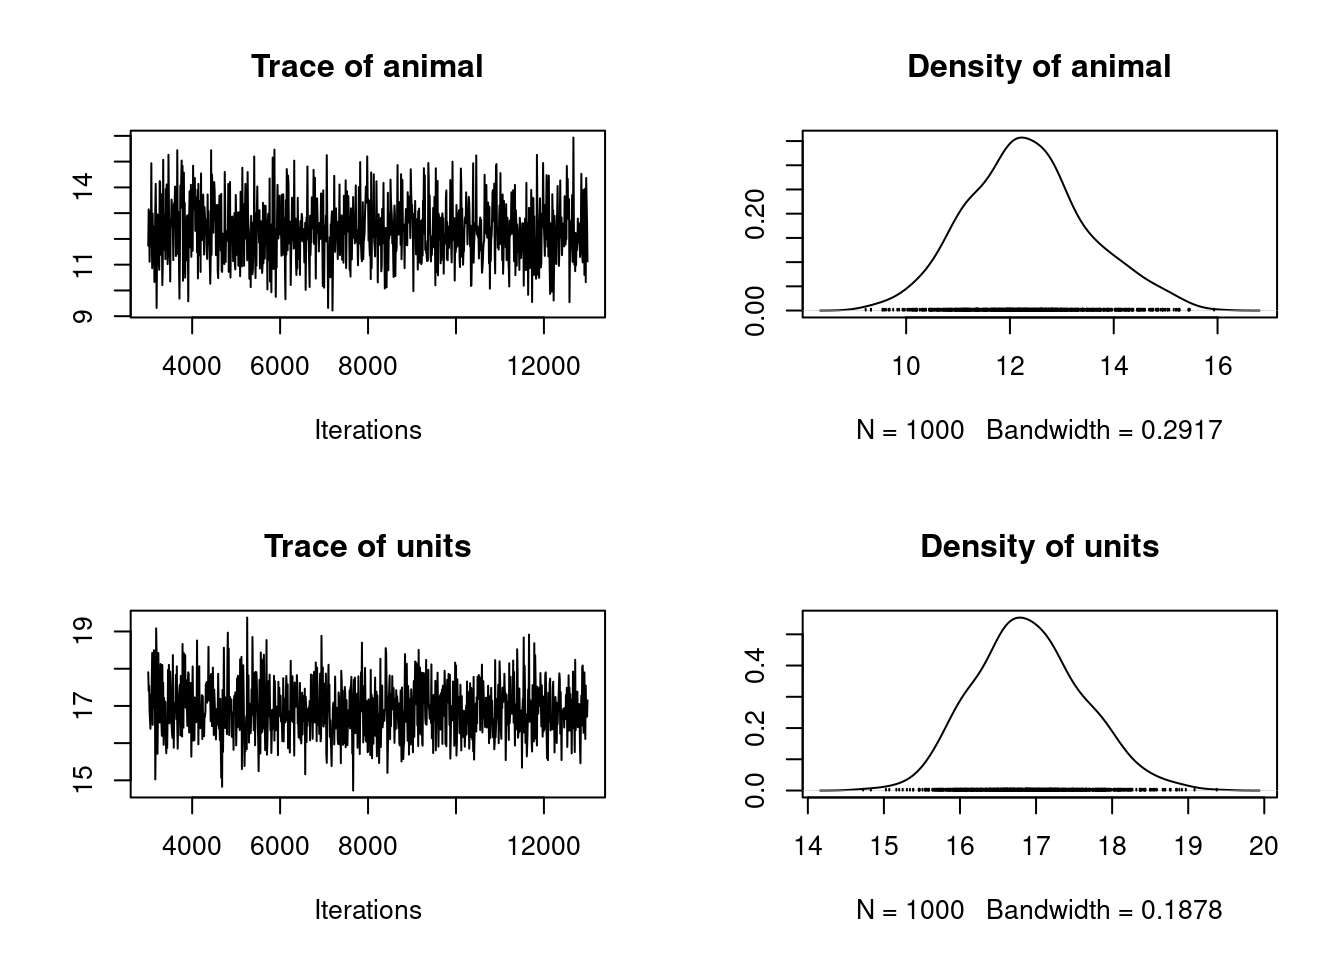 Trace of animal
14
11
9
4000 6000 8000 12000
Iterations
Density of animal
0.20
0.00
10 12 14 16
N = 1000 Bandwidth = 0.2917
Trace of units
19
17
15
4000 6000 8000 12000
Iterations
Density of units
0.4
0.2
0.0
14 15 16 17 18 19 20
N = 1000 Bandwidth = 0.1878